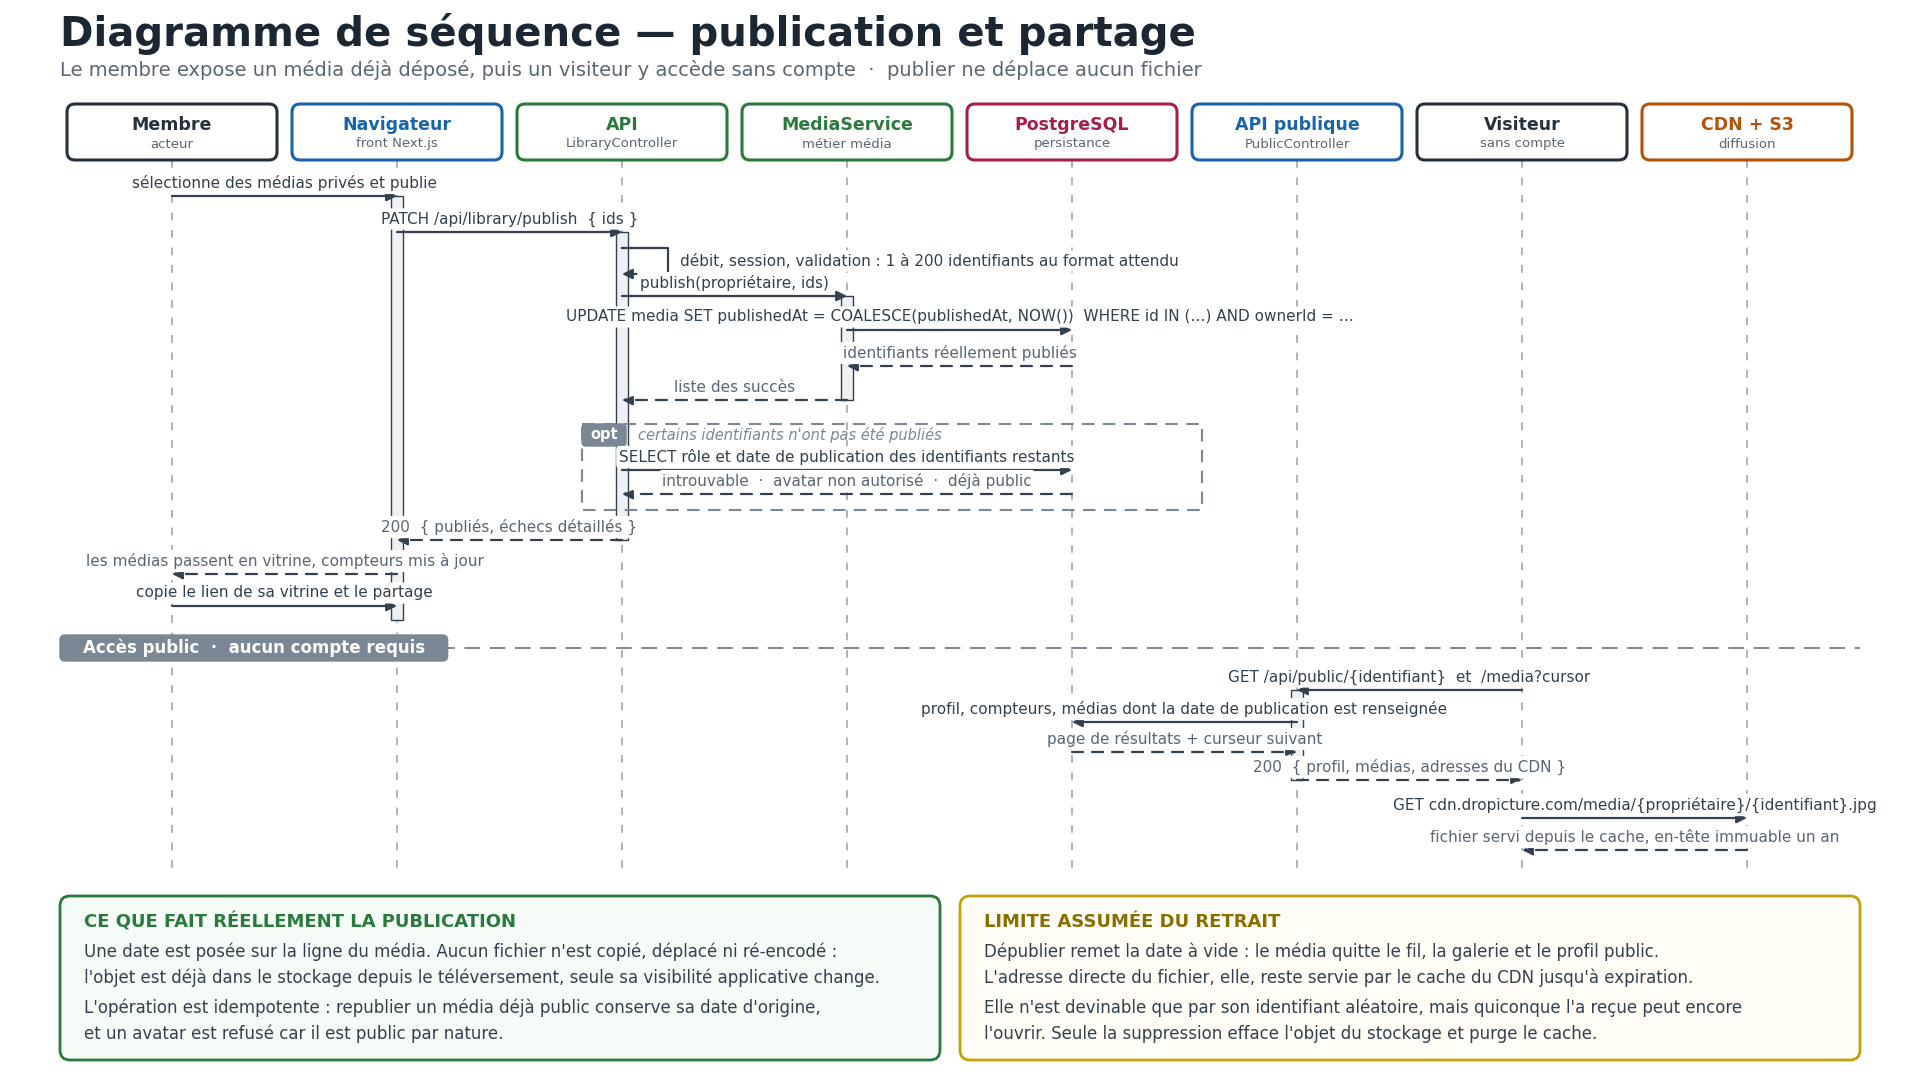 Diagramme de séquence — publication et partage
Le membre expose un média déjà déposé, puis un visiteur y accède sans compte · publier ne déplace aucun fichier
Membre
acteur
Navigateur
front Next.js
API
LibraryController
MediaService
métier média
PostgreSQL
persistance
API publique
PublicController
Visiteur
sans compte
CDN + S3
diffusion
sélectionne des médias privés et publie
PATCH /api/library/publish { ids }
débit, session, validation : 1 à 200 identifiants au format attendu
publish(propriétaire, ids)
UPDATE media SET publishedAt = COALESCE(publishedAt, NOW()) WHERE id IN (…) AND ownerId = …
identifiants réellement publiés
liste des succès
opt
certains identifiants n'ont pas été publiés
SELECT rôle et date de publication des identifiants restants
introuvable · avatar non autorisé · déjà public
200 { publiés, échecs détaillés }
les médias passent en vitrine, compteurs mis à jour
copie le lien de sa vitrine et le partage
Accès public · aucun compte requis
GET /api/public/{identifiant} et /media?cursor
profil, compteurs, médias dont la date de publication est renseignée
page de résultats + curseur suivant
200 { profil, médias, adresses du CDN }
GET cdn.dropicture.com/media/{propriétaire}/{identifiant}.jpg
fichier servi depuis le cache, en-tête immuable un an
CE QUE FAIT RÉELLEMENT LA PUBLICATION
Une date est posée sur la ligne du média. Aucun fichier n'est copié, déplacé ni ré-encodé :
l'objet est déjà dans le stockage depuis le téléversement, seule sa visibilité applicative change.
L'opération est idempotente : republier un média déjà public conserve sa date d'origine,
et un avatar est refusé car il est public par nature.
LIMITE ASSUMÉE DU RETRAIT
Dépublier remet la date à vide : le média quitte le fil, la galerie et le profil public.
L'adresse directe du fichier, elle, reste servie par le cache du CDN jusqu'à expiration.
Elle n'est devinable que par son identifiant aléatoire, mais quiconque l'a reçue peut encore
l'ouvrir. Seule la suppression efface l'objet du stockage et purge le cache.